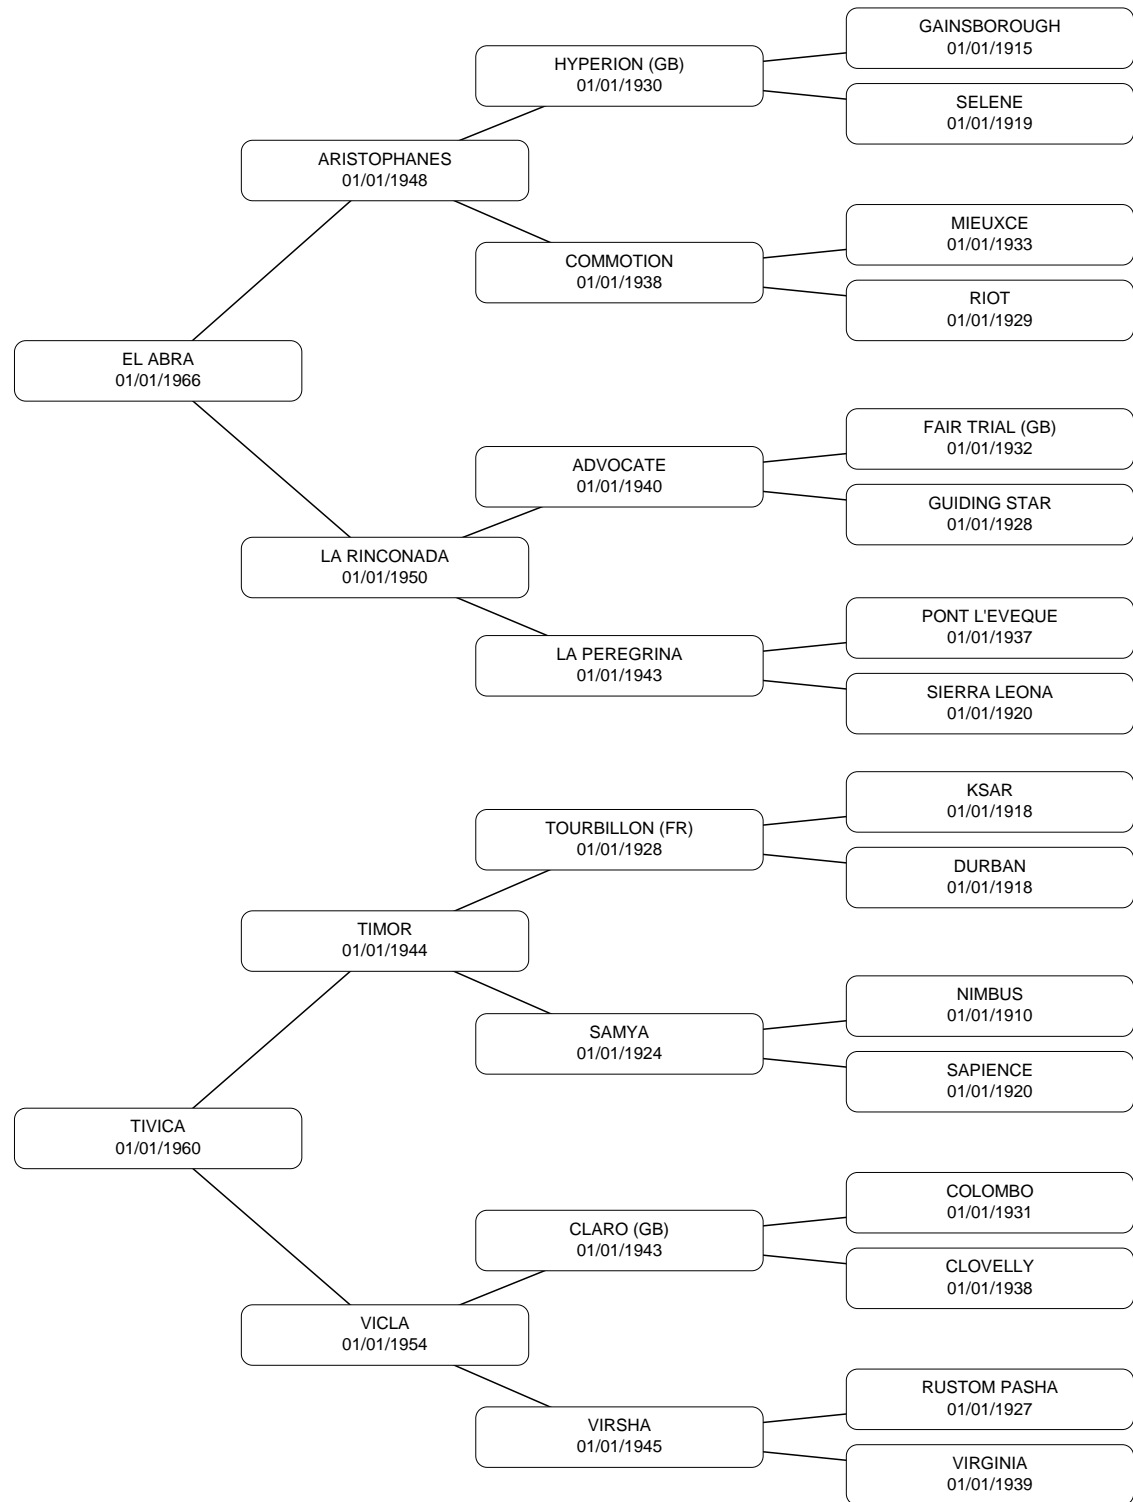 GAINSBOROUGH
01/01/1915
HYPERION (GB)
01/01/1930
SELENE
01/01/1919
ARISTOPHANES
01/01/1948
MIEUXCE
01/01/1933
COMMOTION
01/01/1938
RIOT
01/01/1929
EL ABRA
01/01/1966
FAIR TRIAL (GB)
01/01/1932
ADVOCATE
01/01/1940
GUIDING STAR
01/01/1928
LA RINCONADA
01/01/1950
PONT L'EVEQUE
01/01/1937
LA PEREGRINA
01/01/1943
SIERRA LEONA
01/01/1920
KSAR
01/01/1918
TOURBILLON (FR)
01/01/1928
DURBAN
01/01/1918
TIMOR
01/01/1944
NIMBUS
01/01/1910
SAMYA
01/01/1924
SAPIENCE
01/01/1920
TIVICA
01/01/1960
COLOMBO
01/01/1931
CLARO (GB)
01/01/1943
CLOVELLY
01/01/1938
VICLA
01/01/1954
RUSTOM PASHA
01/01/1927
VIRSHA
01/01/1945
VIRGINIA
01/01/1939